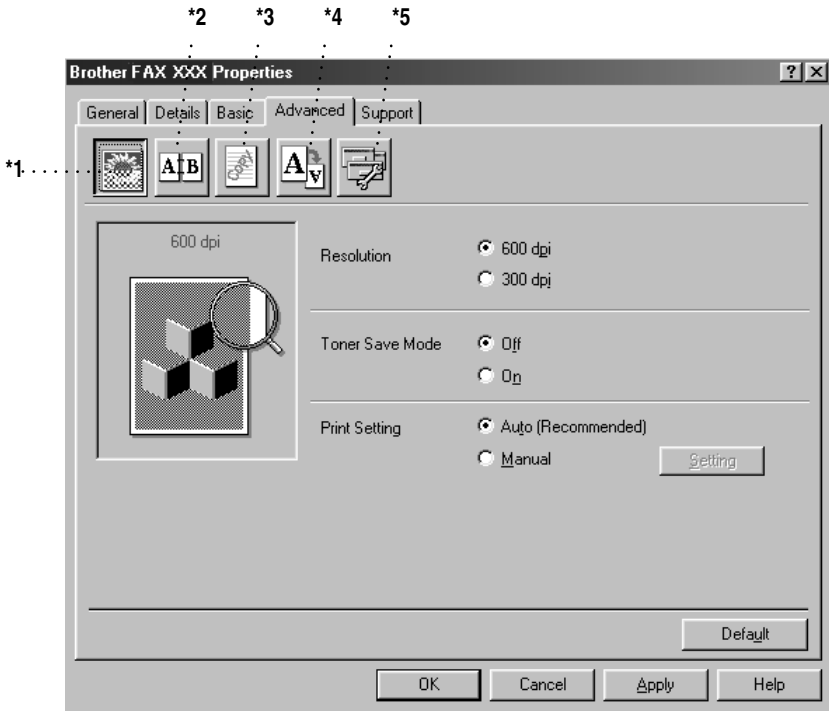 *2 *3 *4 *5
Brother FAX XXX Properties
General Details Basic Advanced Support
*1
A B COPY A A
600 dpi
Resolution 600 dpi
300 dpi
Toner Save Mode Off
On
Print Setting Auto (Recommended)
Manual Setting
Default
OK Cancel Apply Help